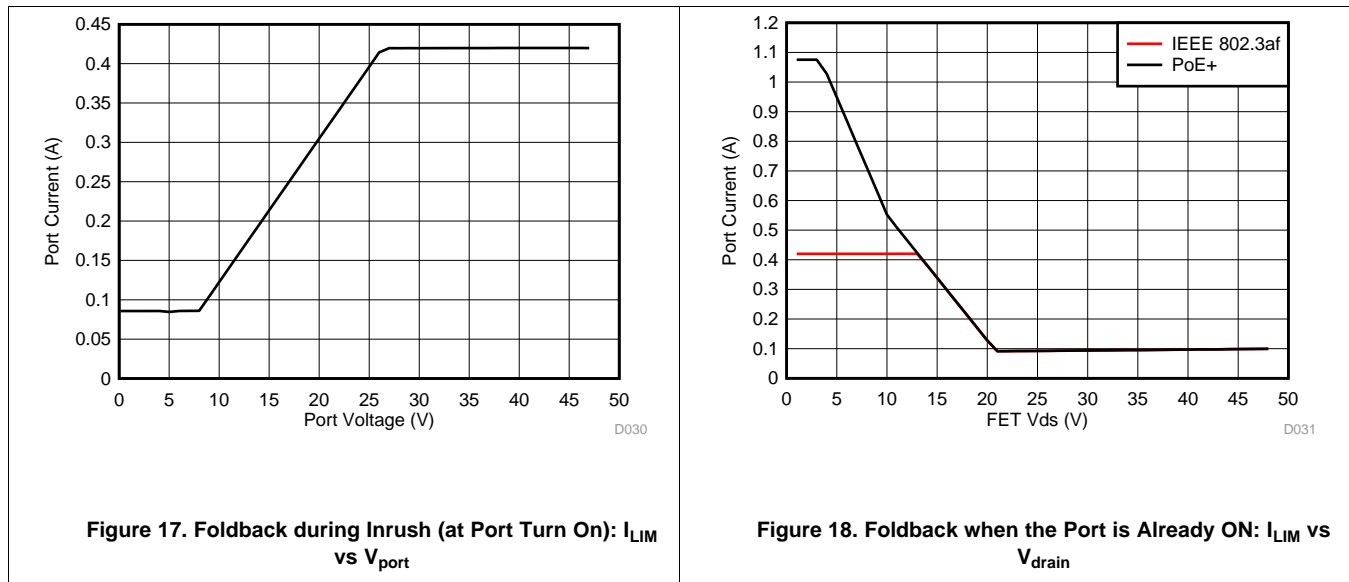 0.45
0.4
0.35
0.3
0.25
0.2
0.15
0.1
0.05
0
Port Current (A)
0 5 10 15 20 25 30 35 40 45 50
Port Voltage (V)
D030
Figure 17. Foldback during Inrush (at Port Turn On): ILIM
vs Vport
1.2
1.1
1
0.9
0.8
0.7
0.6
0.5
0.4
0.3
0.2
0.1
0
Port Current (A)
IEEE 802.3af
PoE+
0 5 10 15 20 25 30 35 40 45 50
FET Vds (V)
D031
Figure 18. Foldback when the Port is Already ON: ILIM vs
Vdrain